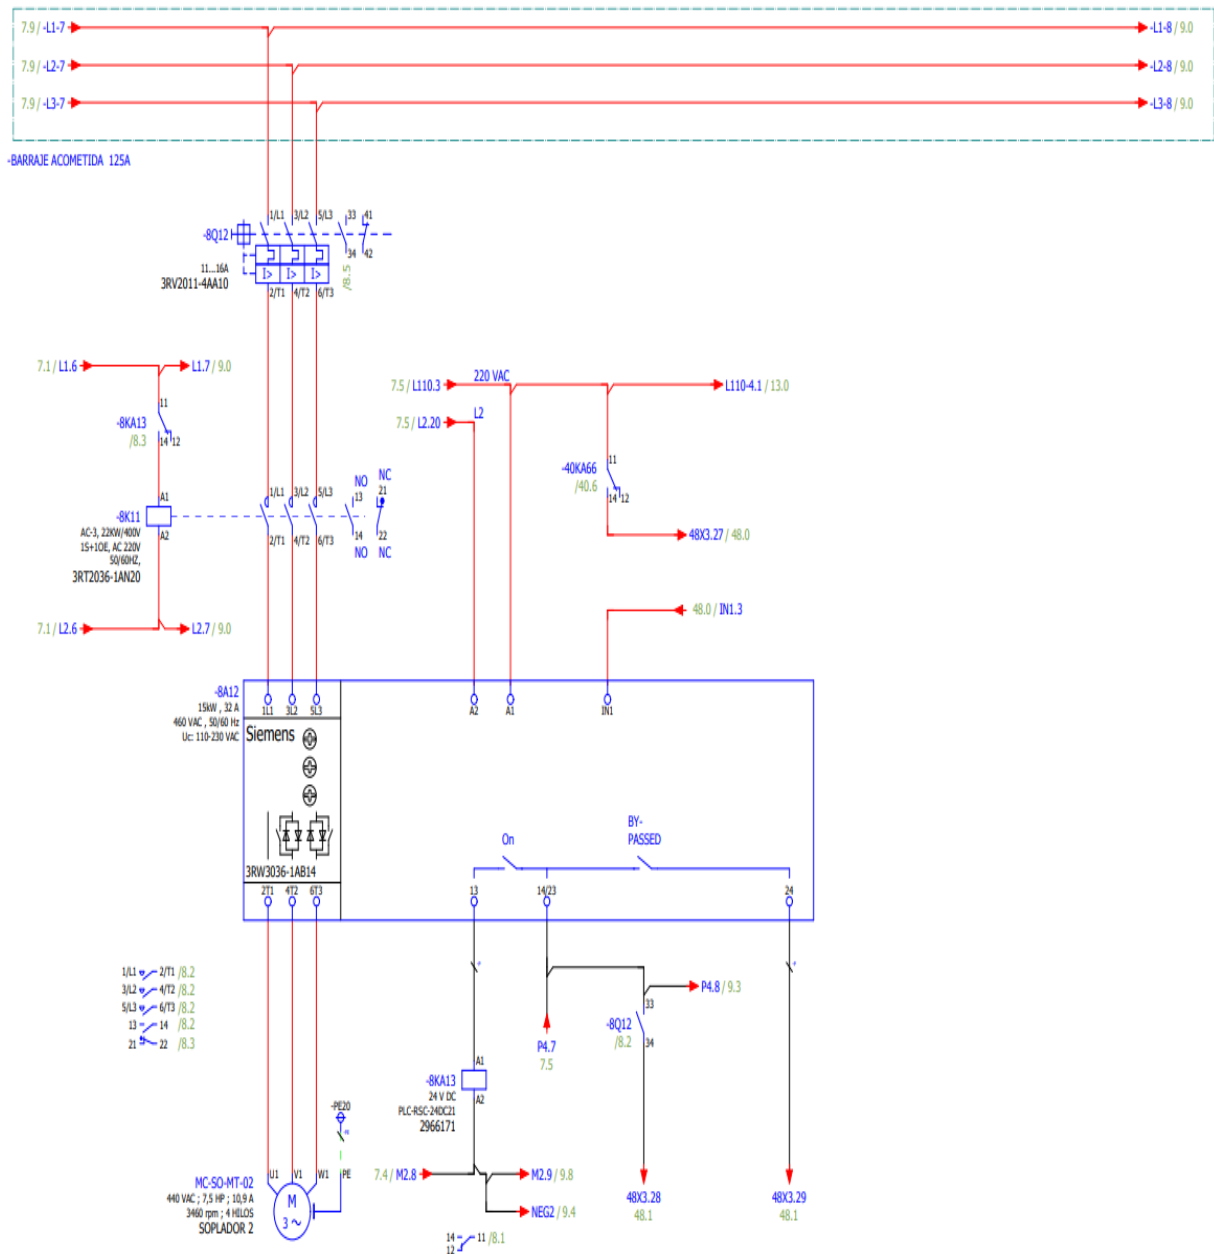 7.9 / -L1-7
-L1-8 / 9.0
7.9 / -L2-7
-L2-8 / 9.0
7.9 / -L3-7
-L3-8 / 9.0
-BARRAJE ACOMETIDA 125A
1/L1 3/L2 5/L3 33 41
-8Q12
34 42
11...16A
3RV2011-4AA10
I> I> I>
/8.5
2/T1 4/T2 6/T3
7.1 / L1.6
L1.7 / 9.0
7.5 / L110.3
220 VAC
L110-4.1 / 13.0
11
-8KA13
/8.3
14 12
7.5 / L2.20
L2
11
-40KA66
/40.6
14 12
48X3.27 / 48.0
A1
-8K11
A2
AC-3, 22KW/400V
1S+1OE, AC 220V
50/60HZ,
3RT2036-1AN20
1/L1 3/L2 5/L3
NO NC
13 21
2/T1 4/T2 6/T3
14 22
NO NC
7.1 / L2.6
L2.7 / 9.0
48.0 / IN1.3
-8A12
15kW , 32 A
460 VAC , 50/60 Hz
Uc: 110-230 VAC
1L1 3L2 5L3
A2 A1 IN1
Siemens
On
BY-
PASSED
3RW3036-1AB14
2T1 4T2 6T3
13 14/23 24
1/L1 2/T1 /8.2
3/L2 4/T2 /8.2
5/L3 6/T3 /8.2
13 14 /8.2
21 22 /8.3
P4.8 / 9.3
33
-8Q12
/8.2
34
P4.7
7.5
A1
-8KA13
24 V DC
A2
PLC-RSC-24DC21
2966171
-PE20
U1 V1 W1 PE
MC-SO-MT-02
440 VAC ; 7,5 HP ; 10,9 A
3460 rpm ; 4 HILOS
SOPLADOR 2
M
3 ~
7.4 / M2.8
M2.9 / 9.8
NEG2 / 9.4
48X3.28
48.1
48X3.29
48.1
14 11 /8.1
12